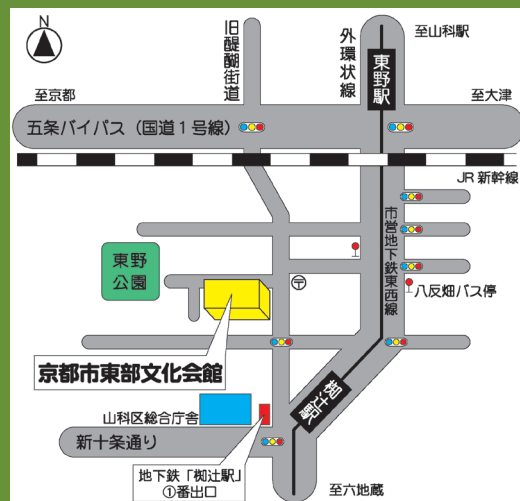 N
旧醍醐街道
外環状線
至山科駅
東野駅
至京都
至大津
五条バイパス（国道１号線）
JR 新幹線
市営地下鉄東西線
東野
公園
〒
八反畑バス停
京都市東部文化会館
椥辻駅
山科区総合庁舎
新十条通り
地下鉄「椥辻駅」
①番出口
至六地蔵